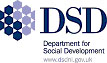 DSD
Department for
Social Development
www.dsdni.gov.uk